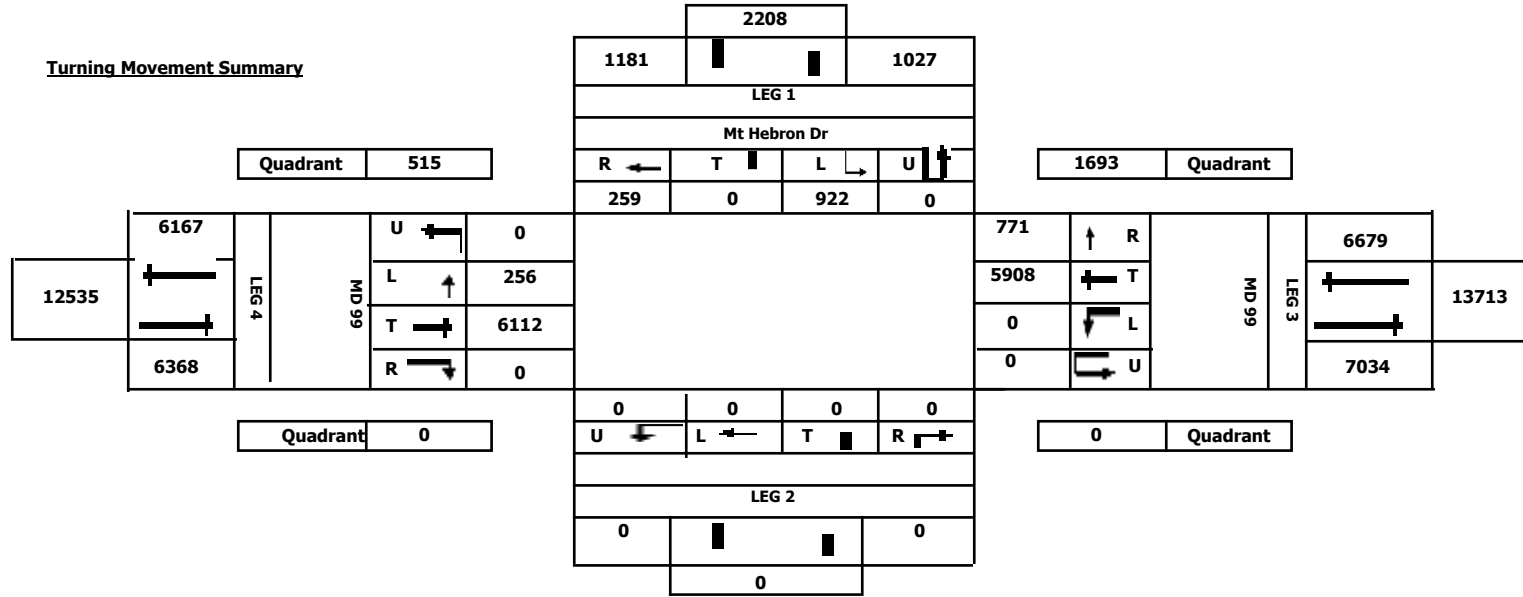 2208
Turning Movement Summary
1181 1027
LEG 1
Mt Hebron Dr
Quadrant 515
R T L U
1693 Quadrant
259 0 922 0
6167
U 0
771 R
6679
12535
LEG 4
MD 99
L 256
5908 T
MD 99
LEG 3
13713
T 6112
0 L
6368
R 0
0 U
7034
0 0 0 0
Quadrant 0
U L T R
0 Quadrant
LEG 2
0 0
0